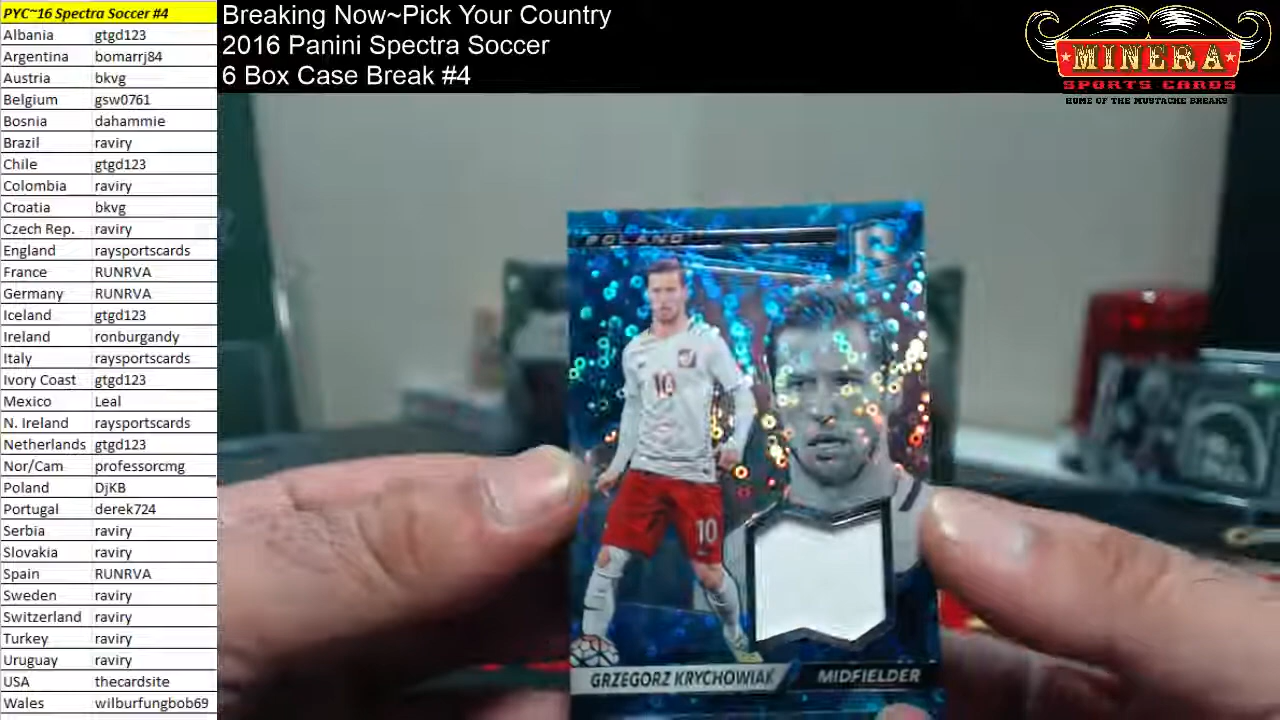 PYC~16 Spectra Soccer #4
Albania gtgd123
Argentina bomarrj84
Austria bkvg
Belgium gsw0761
Bosnia dahammie
Brazil raviry
Chile gtgd123
Colombia raviry
Croatia bkvg
Czech Rep. raviry
England raysportscards
France RUNRVA
Germany RUNRVA
Iceland gtgd123
Ireland ronburgandy
Italy raysportscards
Ivory Coast gtgd123
Mexico Leal
N. Ireland raysportscards
Netherlands gtgd123
Nor/Cam professorcmg
Poland DjKB
Portugal derek724
Serbia raviry
Slovakia raviry
Spain RUNRVA
Sweden raviry
Switzerland raviry
Turkey raviry
Uruguay raviry
USA thecardsite
Wales wilburfungbob69
Breaking Now~Pick Your Country
2016 Panini Spectra Soccer
6 Box Case Break #4
MINERA
SPORTS CARDS
HOME OF THE MUSTACHE BREAKS
POLAND
10
10
GRZEGORZ KRYCHOWIAK
MIDFIELDER